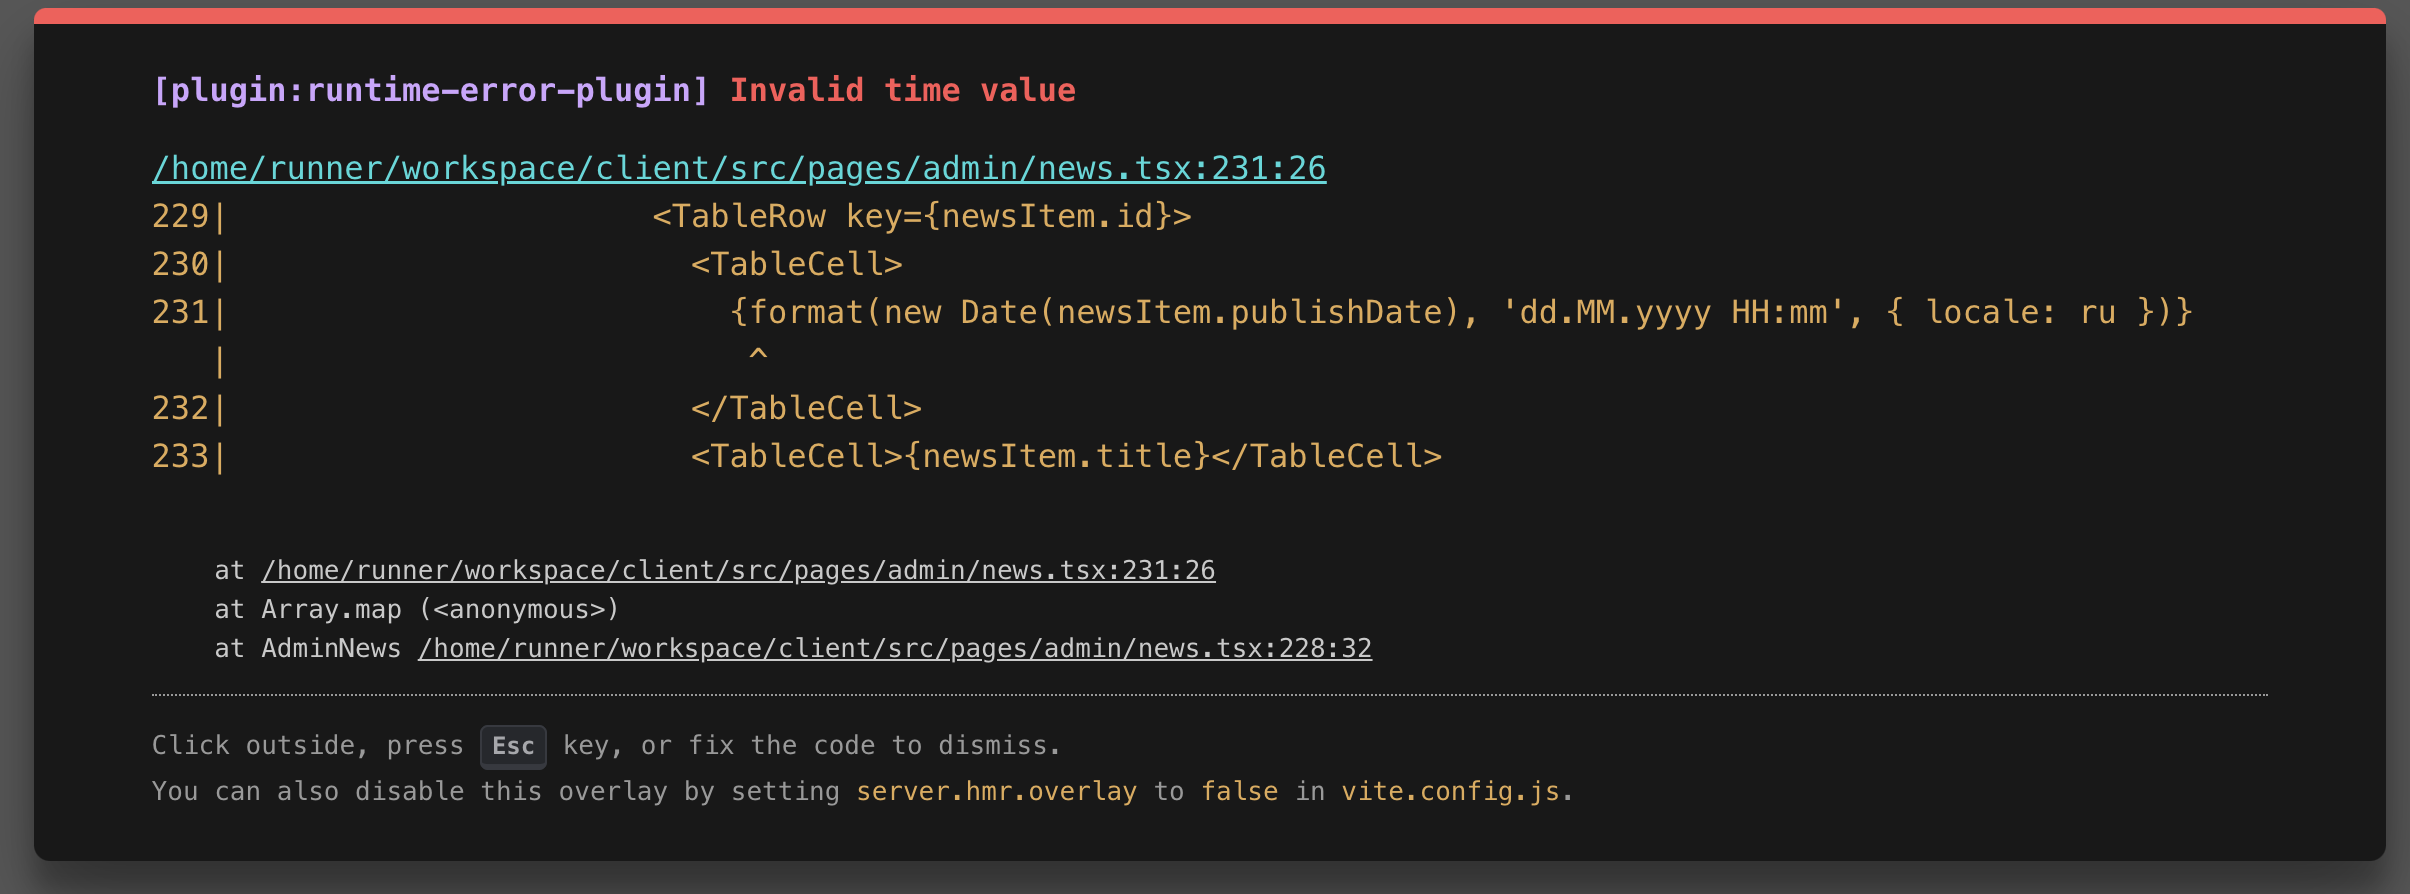 [plugin:runtime-error-plugin] Invalid time value
/home/runner/workspace/client/src/pages/admin/news.tsx:231:26
229|                      <TableRow key={newsItem.id}>
230|                        <TableCell>
231|                          {format(new Date(newsItem.publishDate), 'dd.MM.yyyy HH:mm', { locale: ru })}
   |                           ^
232|                        </TableCell>
233|                        <TableCell>{newsItem.title}</TableCell>
    at /home/runner/workspace/client/src/pages/admin/news.tsx:231:26
    at Array.map (<anonymous>)
    at AdminNews /home/runner/workspace/client/src/pages/admin/news.tsx:228:32
Click outside, press Esc key, or fix the code to dismiss.
You can also disable this overlay by setting server.hmr.overlay to false in vite.config.js.